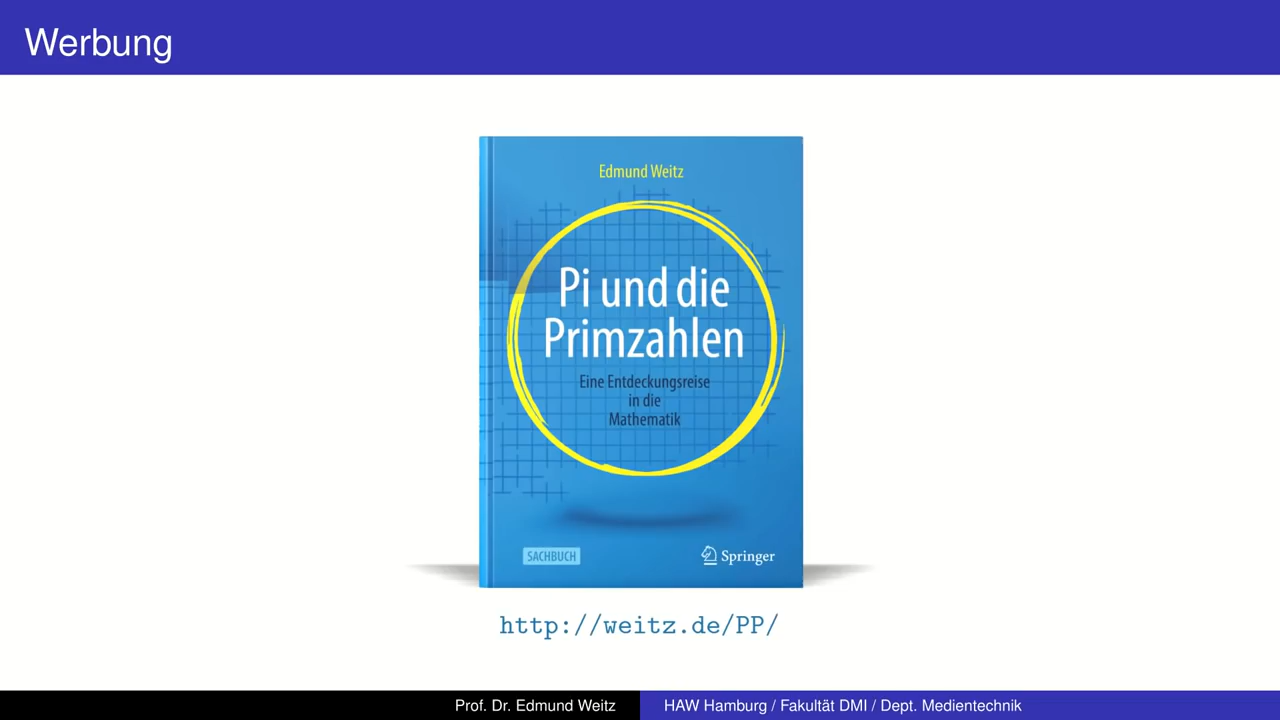 Werbung
Edmund Weitz
Pi und die
Primzahlen
Eine Entdeckungsreise
in die
Mathematik
SACHBUCH
Springer
http://weitz.de/PP/
Prof. Dr. Edmund Weitz
HAW Hamburg / Fakultät DMI / Dept. Medientechnik